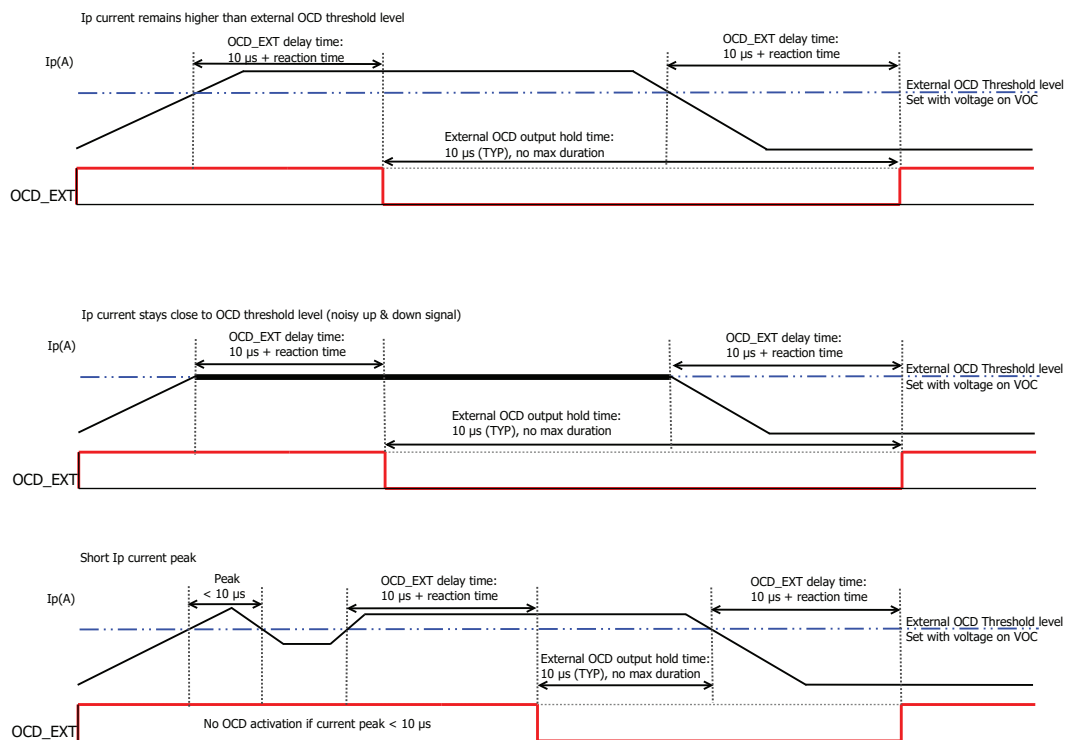 Ip current remains higher than external OCD threshold level
OCD_EXT delay time:
10 µs + reaction time
OCD_EXT delay time:
10 µs + reaction time
Ip(A)
External OCD Threshold level
Set with voltage on VOC
External OCD output hold time:
10 µs (TYP), no max duration
OCD_EXT
Ip current stays close to OCD threshold level (noisy up & down signal)
OCD_EXT delay time:
10 µs + reaction time
OCD_EXT delay time:
10 µs + reaction time
Ip(A)
External OCD Threshold level
Set with voltage on VOC
External OCD output hold time:
10 µs (TYP), no max duration
OCD_EXT
Short Ip current peak
Peak
< 10 µs
OCD_EXT delay time:
10 µs + reaction time
OCD_EXT delay time:
10 µs + reaction time
Ip(A)
External OCD Threshold level
Set with voltage on VOC
External OCD output hold time:
10 µs (TYP), no max duration
No OCD activation if current peak < 10 µs
OCD_EXT